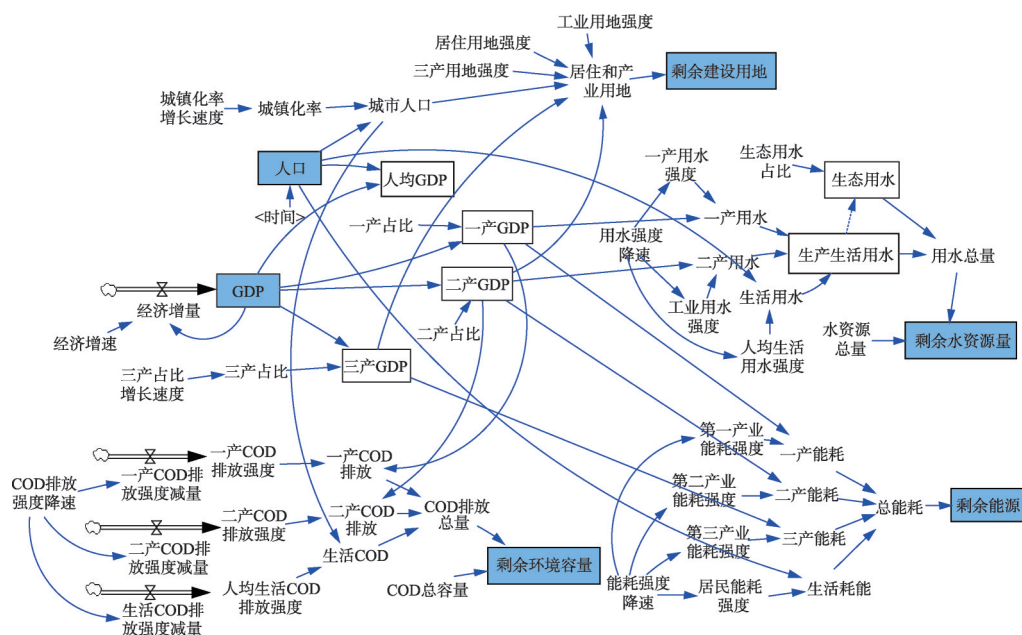 工业用地强度
居住用地强度
三产用地强度
居住和产
业用地
剩余建设用地
城镇化率
增长速度
城镇化率
城市人口
人口
人均GDP
<时间>
一产占比
一产GDP
一产用水
强度
生态用水
占比
生态用水
一产用水
用水强度
降速
生产生活用水
用水总量
二产用水
GDP
二产GDP
工业用水
强度
生活用水
经济增量
经济增速
二产占比
人均生活
用水强度
水资源
总量
剩余水资源量
三产占比
增长速度
三产占比
三产GDP
一产COD
排放强度
一产COD
排放
第一产业
能耗强度
一产能耗
COD排放
强度降速
一产COD排
放强度减量
第二产业
能耗强度
二产能耗
总能耗
剩余能源
二产COD
排放强度
二产COD
排放
COD排放
总量
第三产业
能耗强度
三产能耗
二产COD排
放强度减量
生活COD
剩余环境容量
人均生活COD
排放强度
COD总容量
能耗强度
降速
居民能耗
强度
生活耗能
生活COD排
放强度减量